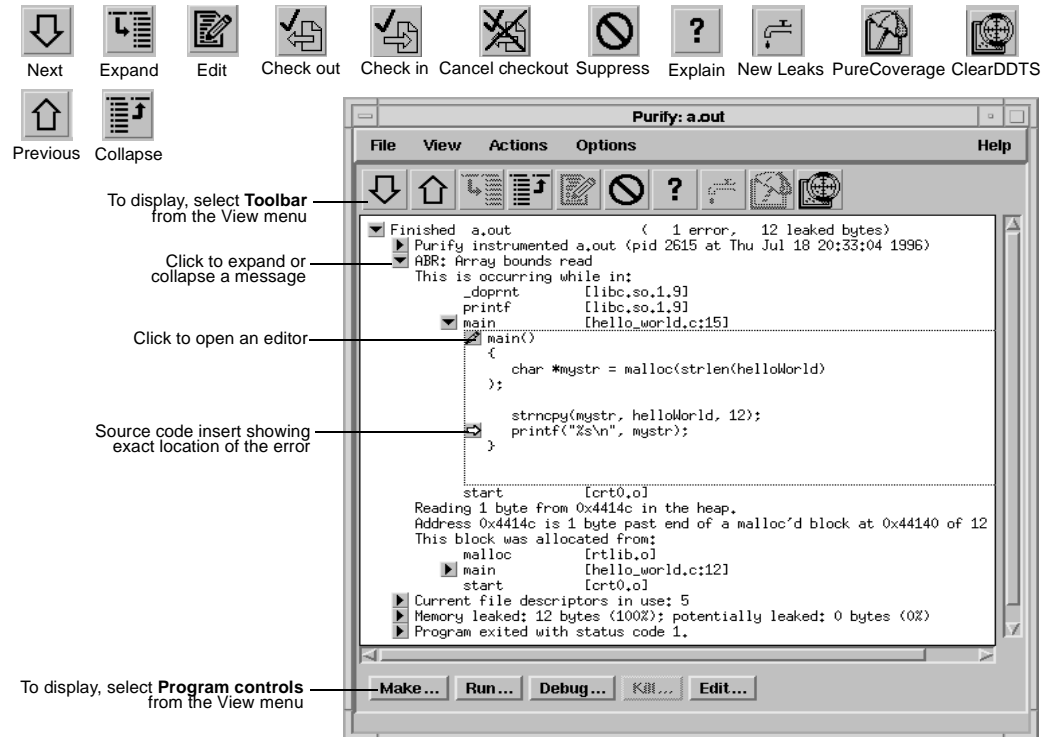 Next Expand Edit Check out Check in Cancel checkout Suppress Explain New Leaks PureCoverage ClearDDTS
Previous Collapse
Purify: a.out
File View Actions Options Help
?
?
To display, select Toolbar
from the View menu
Click to expand or
collapse a message
Click to open an editor
Source code insert showing
exact location of the error
To display, select Program controls
from the View menu
Finished a.out ( 1 error, 12 leaked bytes)
Purify instrumented a.out (pid 2615 at Thu Jul 18 20:33:04 1996)
ABR: Array bounds read
This is occurring while in:
_doprnt [libc.so.1.9]
printf [libc.so.1.9]
main [hello_world.c:15]
main()
{
char *mystr = malloc(strlen(helloWorld)
);
strncpy(mystr, helloWorld, 12);
printf("%s\n", mystr);
}
start [crt0.o]
Reading 1 byte from 0x4414c in the heap.
Address 0x4414c is 1 byte past end of a malloc'd block at 0x44140 of 12
This block was allocated from:
malloc [rtlib.o]
main [hello_world.c:12]
start [crt0.o]
Current file descriptors in use: 5
Memory leaked: 12 bytes (100%); potentially leaked: 0 bytes (0%)
Program exited with status code 1.
Make... Run... Debug... Kill... Edit...